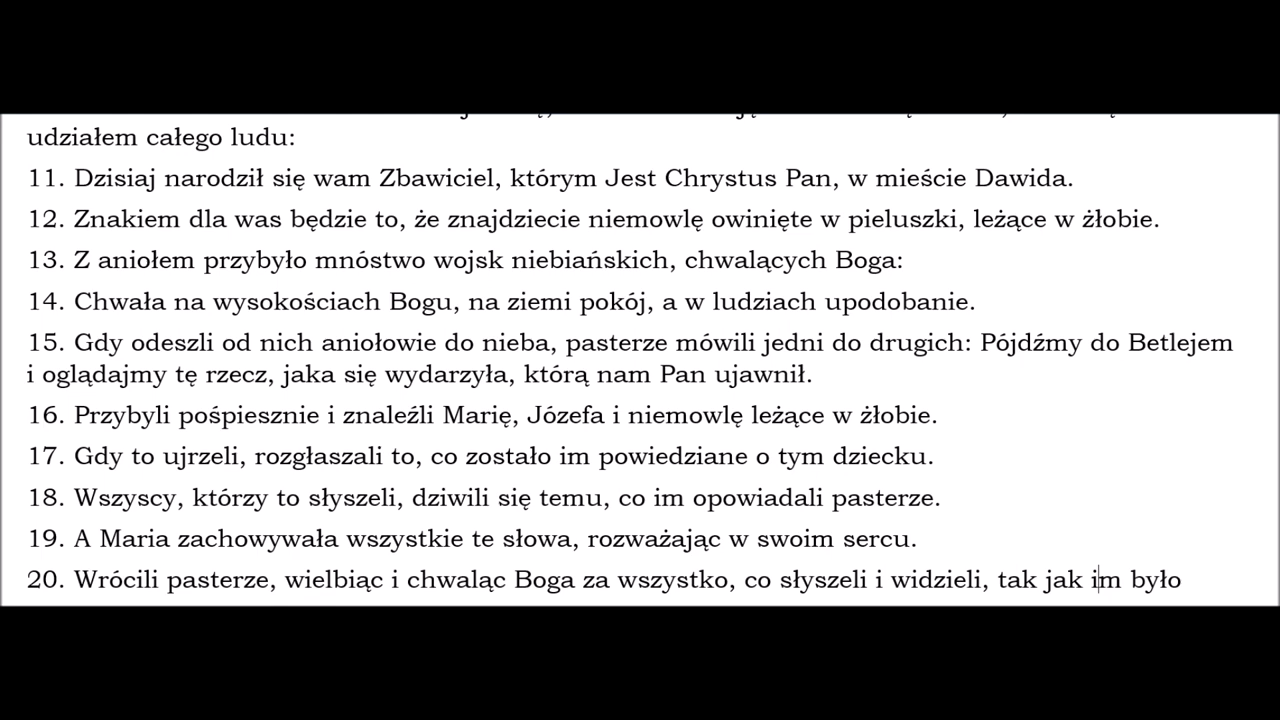 udziałem całego ludu:
11. Dzisiaj narodził się wam Zbawiciel, którym Jest Chrystus Pan, w mieście Dawida.
12. Znakiem dla was będzie to, że znajdziecie niemowlę owinięte w pieluszki, leżące w żłobie.
13. Z aniołem przybyło mnóstwo wojsk niebiańskich, chwalących Boga:
14. Chwała na wysokościach Bogu, na ziemi pokój, a w ludziach upodobanie.
15. Gdy odeszli od nich aniołowie do nieba, pasterze mówili jedni do drugich: Pójdźmy do Betlejem
i oglądajmy tę rzecz, jaka się wydarzyła, którą nam Pan ujawnił.
16. Przybyli pośpiesznie i znaleźli Marię, Józefa i niemowlę leżące w żłobie.
17. Gdy to ujrzeli, rozgłaszali to, co zostało im powiedziane o tym dziecku.
18. Wszyscy, którzy to słyszeli, dziwili się temu, co im opowiadali pasterze.
19. A Maria zachowywała wszystkie te słowa, rozważając w swoim sercu.
20. Wrócili pasterze, wielbiąc i chwaląc Boga za wszystko, co słyszeli i widzieli, tak jak im było